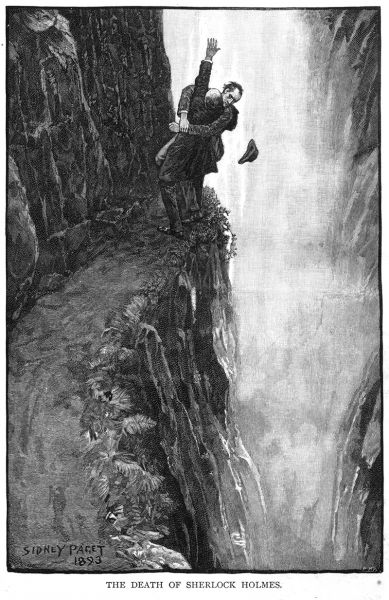 SIDNEY PAGET
1893
THE DEATH OF SHERLOCK HOLMES.